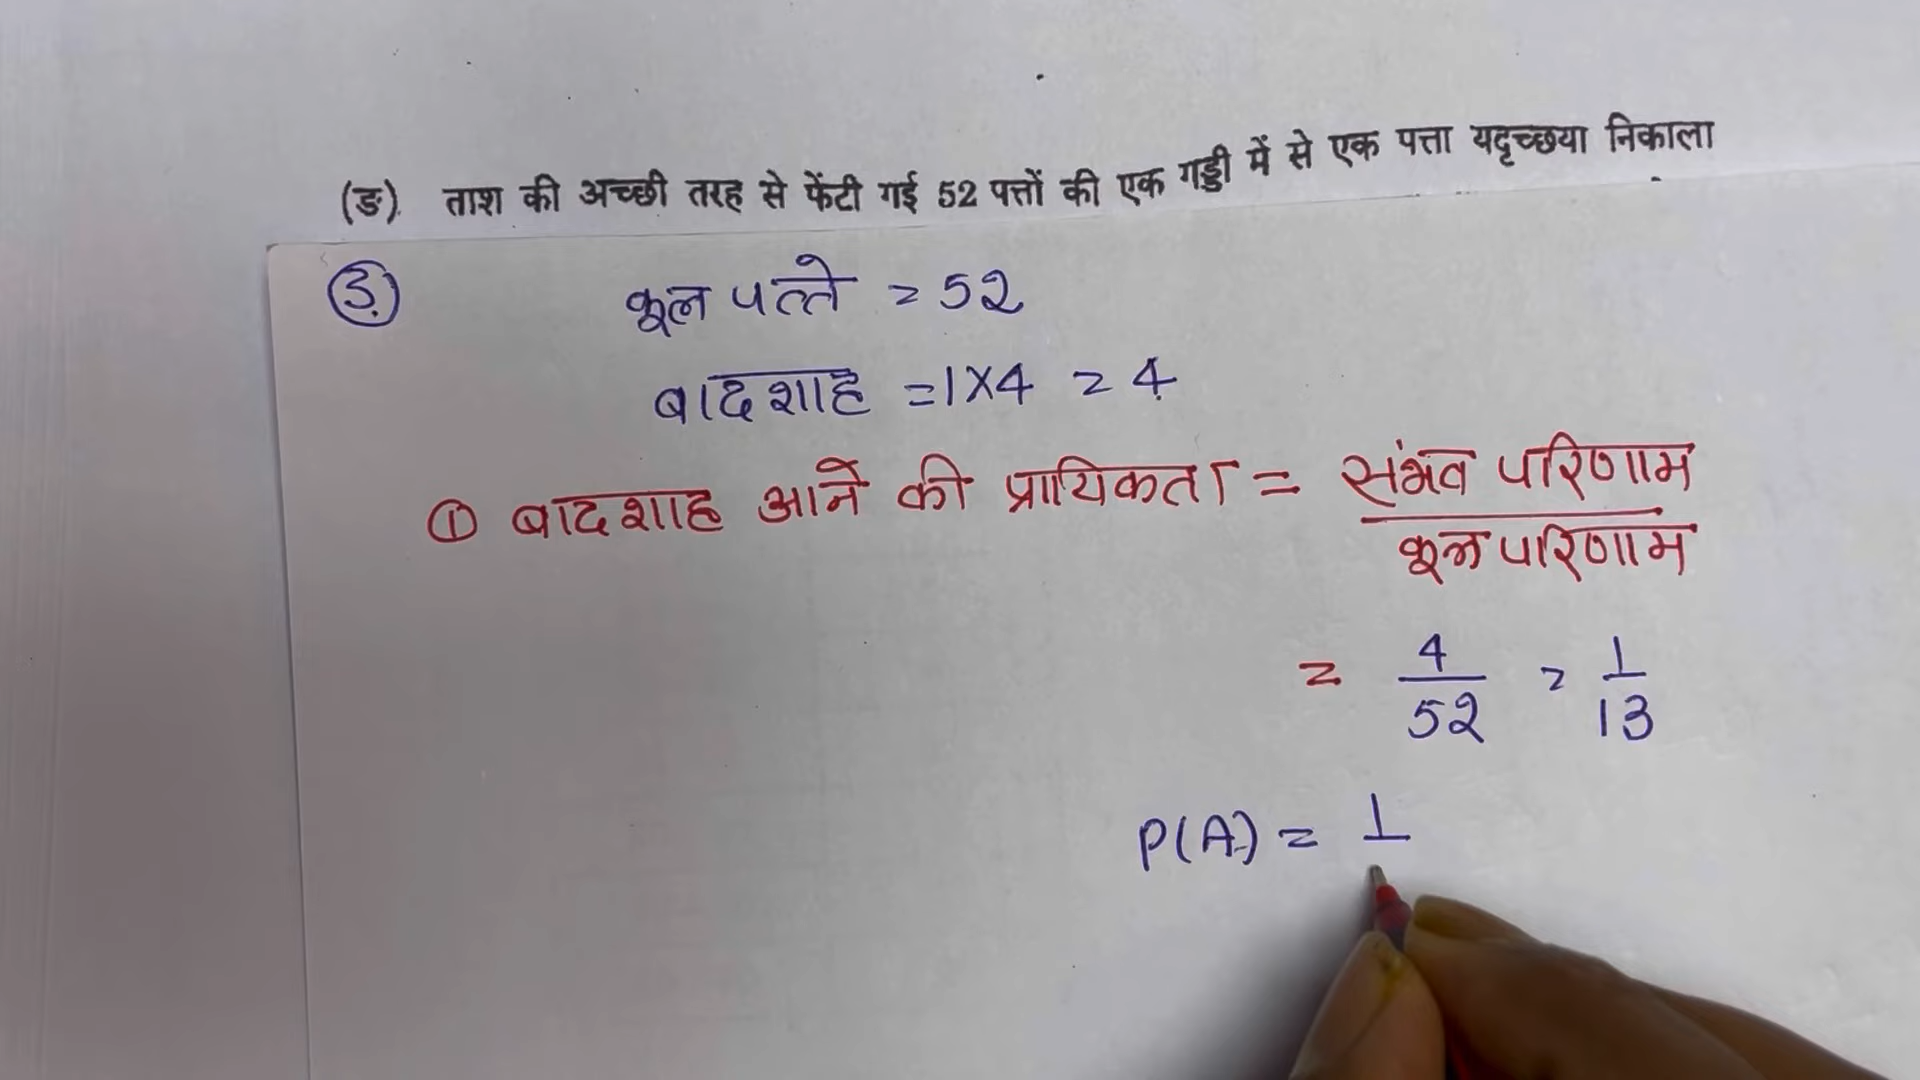 (ङ) ताश की अच्छी तरह से फेंटी गई 52 पत्तों की एक गड्डी में से एक पत्ता यदृच्छया निकाला
ङ कुल पत्ते = 52
बादशाह = 1×4 = 4
① बादशाह आने की प्रायिकता = संभव परिणाम / कुल परिणाम
= 4/52 = 1/13
P(A) = 1